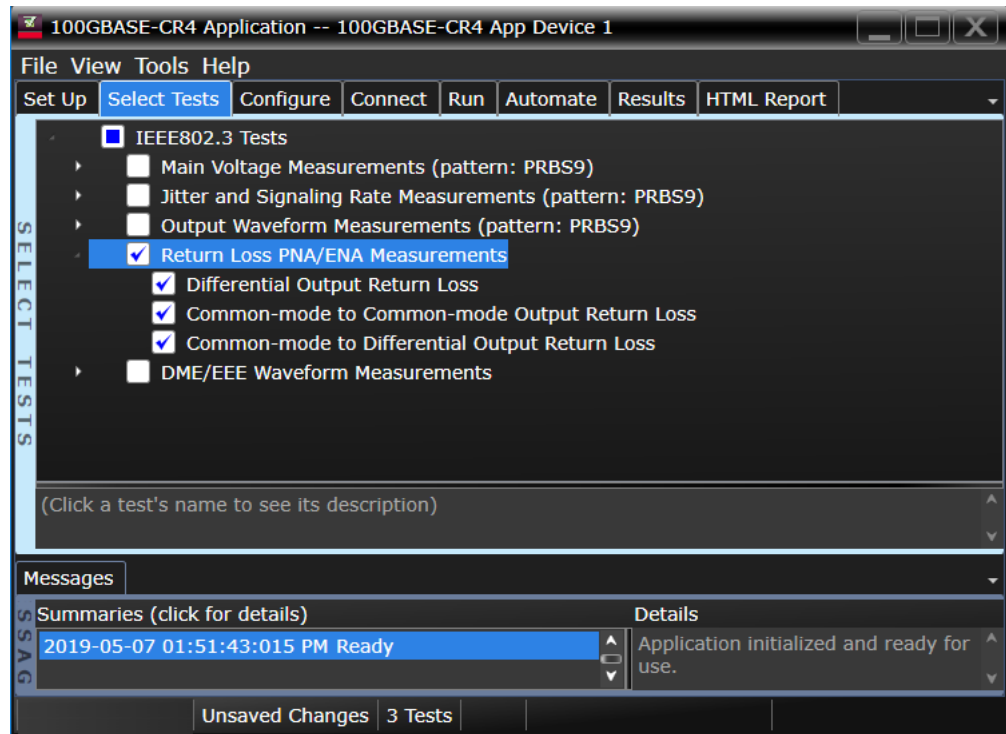 100GBASE-CR4 Application -- 100GBASE-CR4 App Device 1
File View Tools Help
Set Up Select Tests Configure Connect Run Automate Results HTML Report
SELECT TESTS
IEEE802.3 Tests
Main Voltage Measurements (pattern: PRBS9)
Jitter and Signaling Rate Measurements (pattern: PRBS9)
Output Waveform Measurements (pattern: PRBS9)
Return Loss PNA/ENA Measurements
Differential Output Return Loss
Common-mode to Common-mode Output Return Loss
Common-mode to Differential Output Return Loss
DME/EEE Waveform Measurements
(Click a test's name to see its description)
Messages
SSAG
Summaries (click for details) Details
2019-05-07 01:51:43:015 PM Ready
Application initialized and ready for
use.
Unsaved Changes 3 Tests